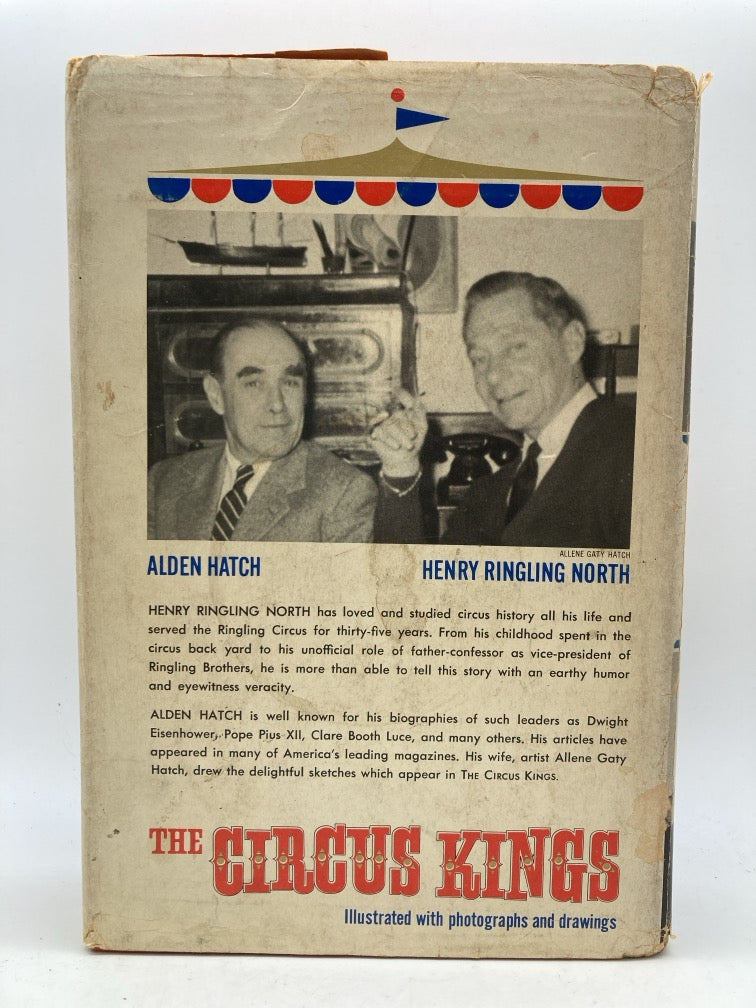 ALLENE GATY HATCH
ALDEN HATCH
HENRY RINGLING NORTH
HENRY RINGLING NORTH has loved and studied circus history all his life and
served the Ringling Circus for thirty-five years. From his childhood spent in the
circus back yard to his unofficial role of father-confessor as vice-president of
Ringling Brothers, he is more than able to tell this story with an earthy humor
and eyewitness veracity.
ALDEN HATCH is well known for his biographies of such leaders as Dwight
Eisenhower, Pope Pius XII, Clare Booth Luce, and many others. His articles have
appeared in many of America's leading magazines. His wife, artist Allene Gaty
Hatch, drew the delightful sketches which appear in THE CIRCUS KINGS.
THE CIRCUS KINGS
Illustrated with photographs and drawings